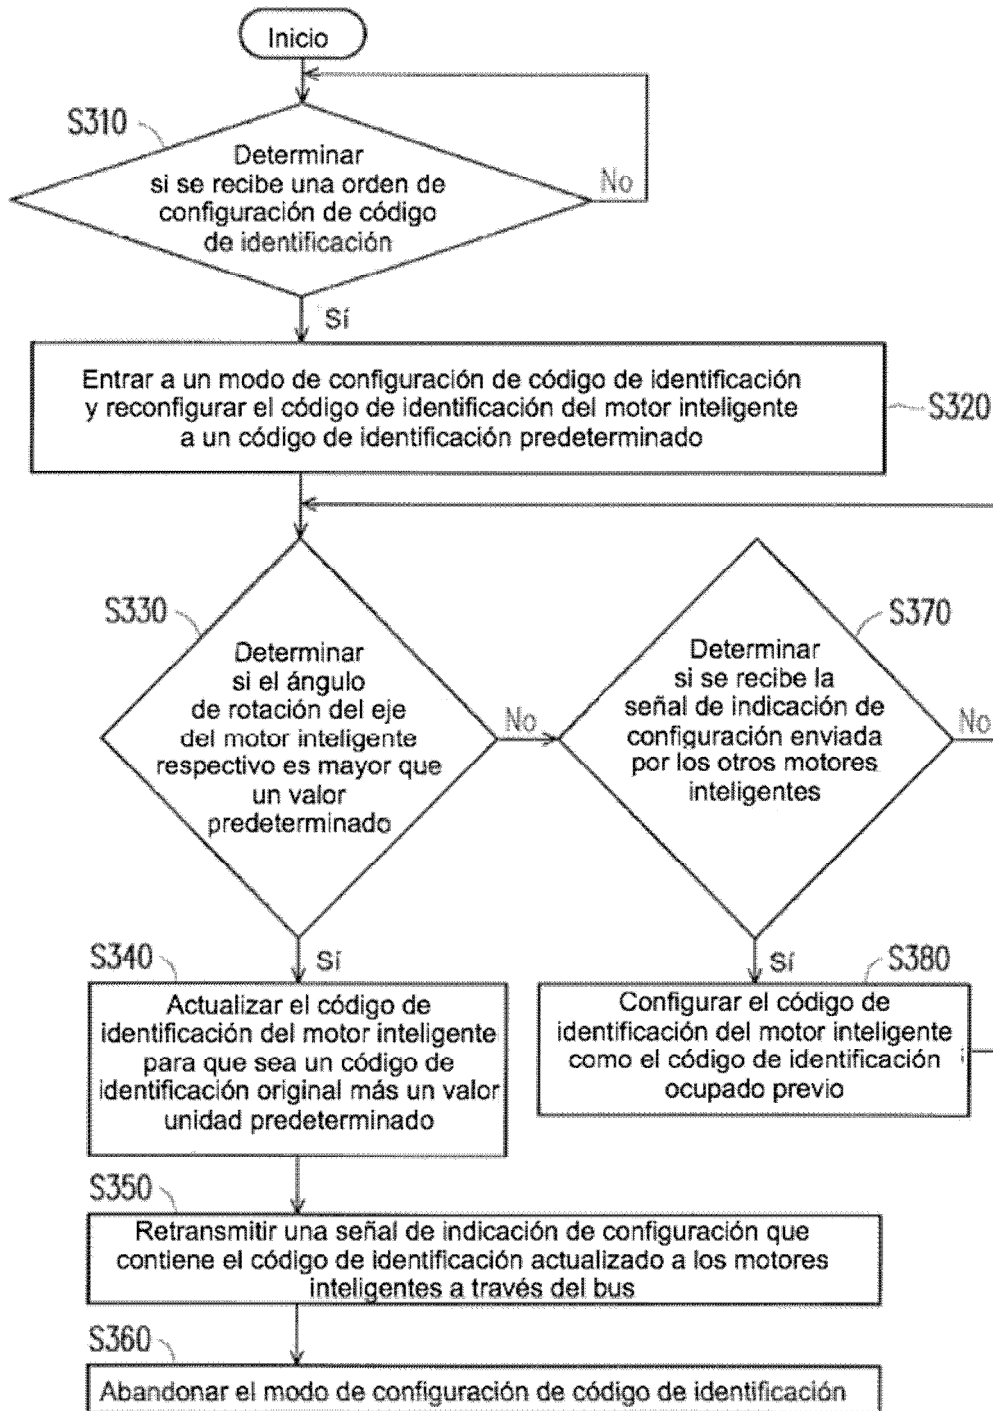 Inicio
S310
Determinar
si se recibe una orden de
configuración de código
de identificación
No
Sí
Entrar a un modo de configuración de código de identificación
y reconfigurar el código de identificación del motor inteligente
a un código de identificación predeterminado
S320
S330
Determinar
si el ángulo
de rotación del eje
del motor inteligente
respectivo es mayor que
un valor
predeterminado
No
S370
Determinar
si se recibe la
señal de indicación de
configuración enviada
por los otros motores
inteligentes
No
S340
Sí
Actualizar el código de
identificación del motor inteligente
para que sea un código de
identificación original más un valor
unidad predeterminado
Sí
S380
Configurar el código de
identificación del motor inteligente
como el código de identificación
ocupado previo
S350
Retransmitir una señal de indicación de configuración que
contiene el código de identificación actualizado a los motores
inteligentes a través del bus
S360
Abandonar el modo de configuración de código de identificación